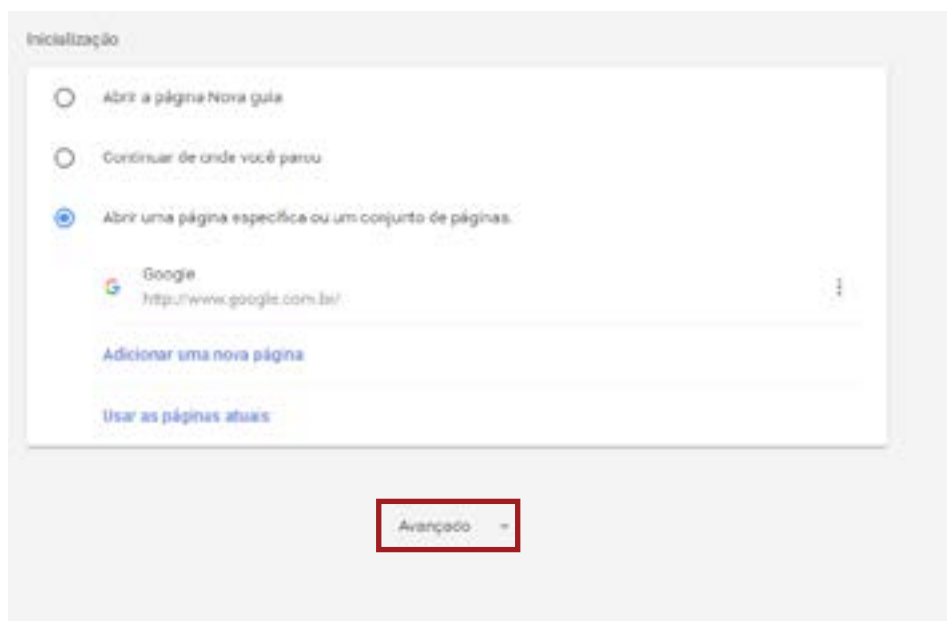 Inicialização
Abrir a página Nova guia
Continuar de onde você parou
Abrir uma página específica ou um conjunto de páginas.
Google
http://www.google.com.br/
Adicionar uma nova página
Usar as páginas atuais
Avançado